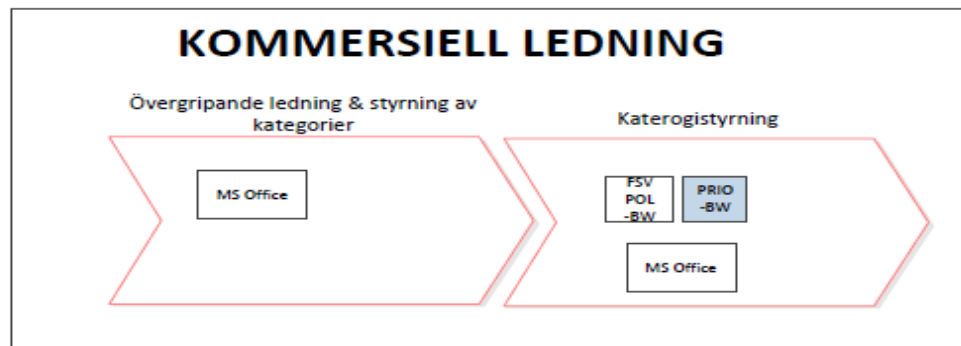 KOMMERSIELL LEDNING
Övergripande ledning & styrning av
kategorier
Katerogistyrning
MS Office
FSV
POL
-BW
PRIO
-BW
MS Office